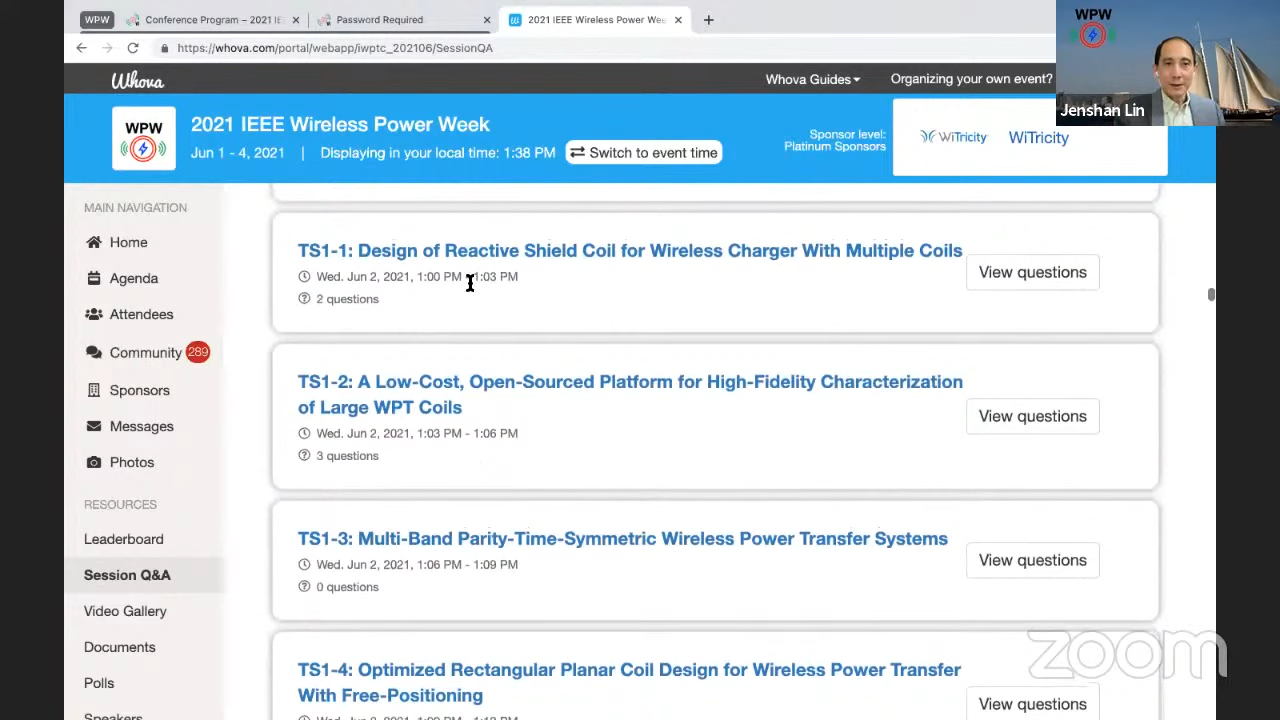 WPW
Conference Program – 2021 IE
Password Required
2021 IEEE Wireless Power Wee
https://whova.com/portal/webapp/iwptc_202106/SessionQA
WPW
Jenshan Lin
Whova
Whova Guides
Organizing your own event?
WPW
2021 IEEE Wireless Power Week
Jun 1 - 4, 2021 | Displaying in your local time: 1:38 PM
Switch to event time
Sponsor level:
Platinum Sponsors
WiTricity
WiTricity
MAIN NAVIGATION
Home
Agenda
Attendees
Community 289
Sponsors
Messages
Photos
RESOURCES
Leaderboard
Session Q&A
Video Gallery
Documents
Polls
Speakers
TS1-1: Design of Reactive Shield Coil for Wireless Charger With Multiple Coils
Wed. Jun 2, 2021, 1:00 PM - 1:03 PM
2 questions
View questions
TS1-2: A Low-Cost, Open-Sourced Platform for High-Fidelity Characterization
of Large WPT Coils
Wed. Jun 2, 2021, 1:03 PM - 1:06 PM
3 questions
View questions
TS1-3: Multi-Band Parity-Time-Symmetric Wireless Power Transfer Systems
Wed. Jun 2, 2021, 1:06 PM - 1:09 PM
0 questions
View questions
TS1-4: Optimized Rectangular Planar Coil Design for Wireless Power Transfer
With Free-Positioning
View questions
zoom